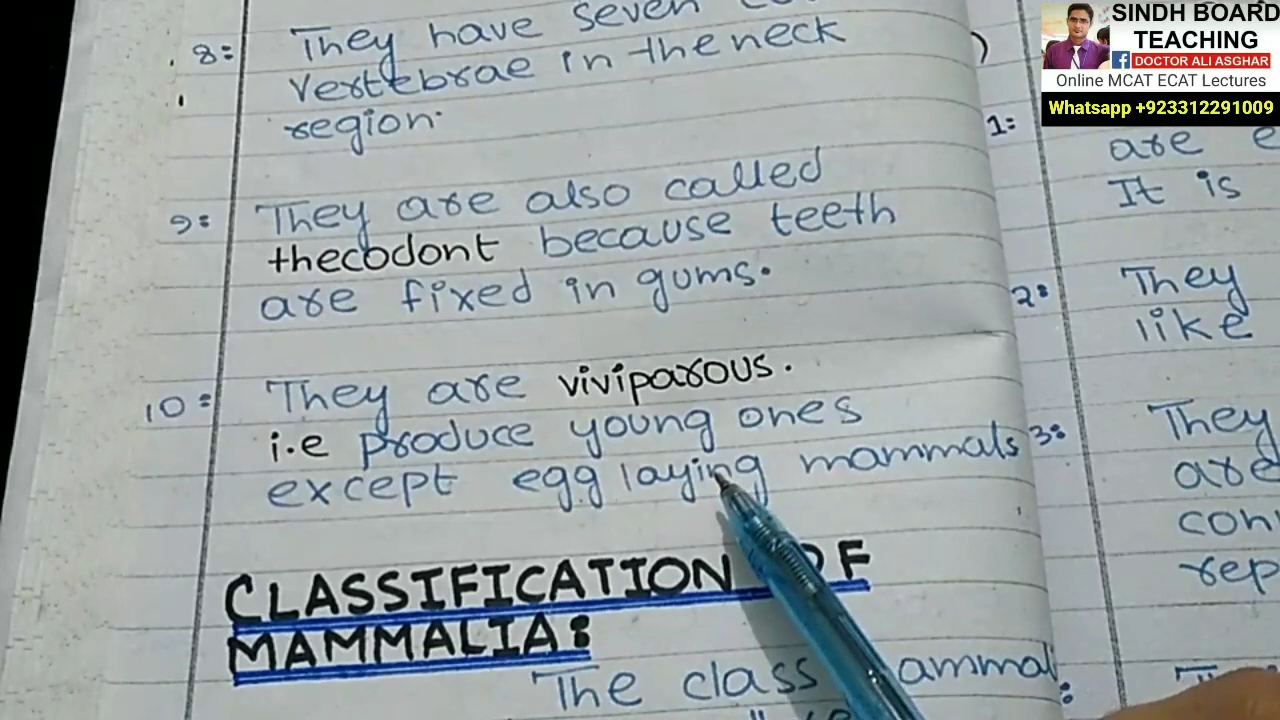 8: They have seven
vertebrae in the neck
region.
9: They are also called
thecodont because teeth
are fixed in gums.
10: They are viviparous.
i.e produce young ones
except egg laying mammals
CLASSIFICATION OF
MAMMALIA:
The class
1:
are
It is
2: They
like
3: They
are
SINDH BOARD
TEACHING
DOCTOR ALI ASGHAR
Online MCAT ECAT Lectures
Whatsapp +923312291009